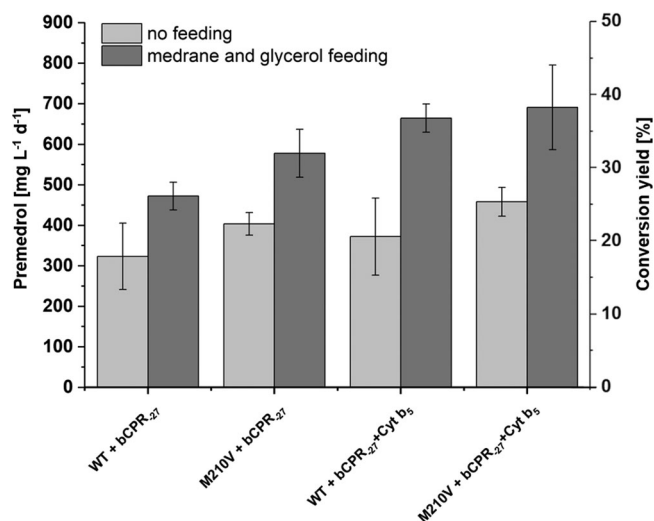 no feeding
medrane and glycerol feeding
Premedrol [mg L⁻¹ d⁻¹]
900
800
700
600
500
400
300
200
100
0
Conversion yield [%]
50
40
30
20
10
0
WT + bCPR₋₂₇
M210V + bCPR₋₂₇
WT + bCPR₋₂₇+Cyt b₅
M210V + bCPR₋₂₇+Cyt b₅